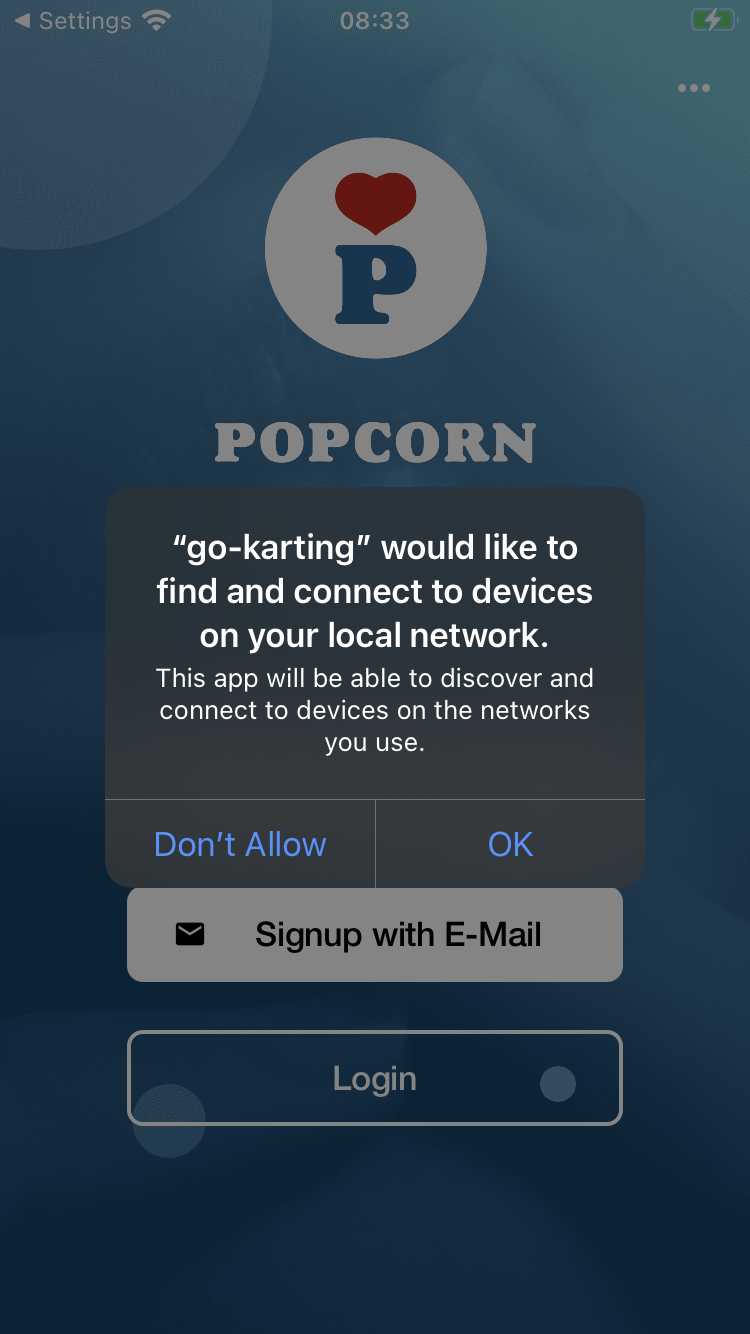 Settings
08:33
P
POPCORN
“go-karting” would like to
find and connect to devices
on your local network.
This app will be able to discover and
connect to devices on the networks
you use.
Don’t Allow
OK
Signup with E-Mail
Login